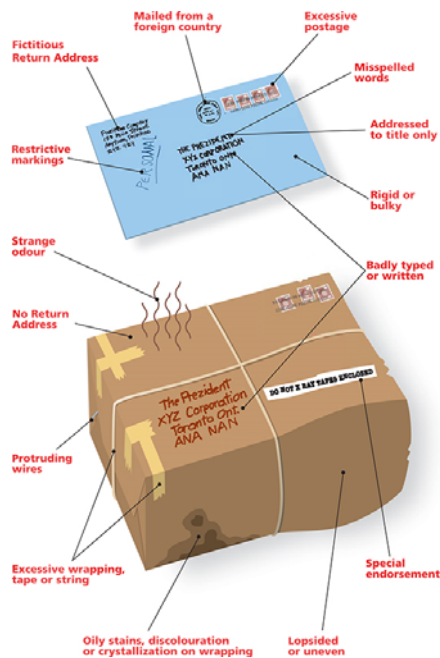 Mailed from a
foreign country
Excessive
postage
Fictitious
Return Address
Misspelled
words
Addressed
to title only
Restrictive
markings
PERSONAL
THE PREZIDENT
XYZ CORPORATION
TORONTO ONT
ANA NAN
Rigid or
bulky
Strange
odour
Badly typed
or written
No Return
Address
DO NOT X RAY TAPES ENCLOSED
The Prezident
XYZ Corporation
Toronto Ont.
ANA NAN
Protruding
wires
Excessive wrapping,
tape or string
Special
endorsement
Oily stains, discolouration
or crystallization on wrapping
Lopsided
or uneven